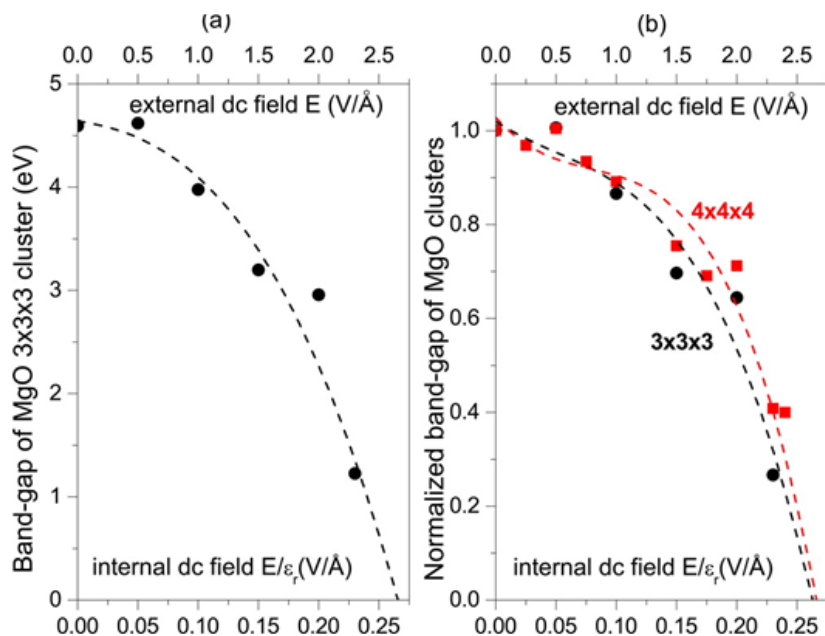 (a)
0.0 0.5 1.0 1.5 2.0 2.5
external dc field E (V/Å)
5
4
3
2
1
0
Band-gap of MgO 3x3x3 cluster (eV)
internal dc field E/εr(V/Å)
0.00 0.05 0.10 0.15 0.20 0.25
(b)
0.0 0.5 1.0 1.5 2.0 2.5
external dc field E (V/Å)
1.0
0.8
0.6
0.4
0.2
0.0
Normalized band-gap of MgO clusters
4x4x4
3x3x3
internal dc field E/εr(V/Å)
0.00 0.05 0.10 0.15 0.20 0.25